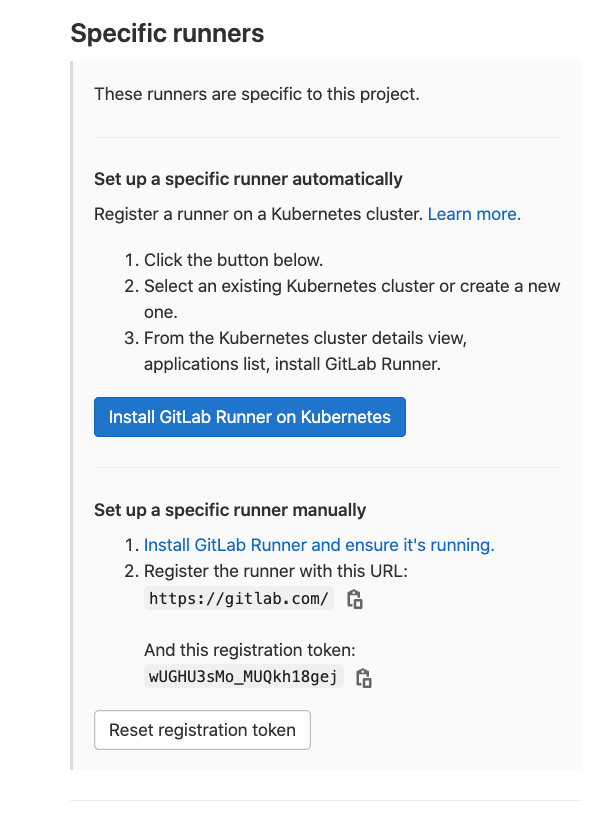 Specific runners
These runners are specific to this project.
Set up a specific runner automatically
Register a runner on a Kubernetes cluster. Learn more.
1. Click the button below.
2. Select an existing Kubernetes cluster or create a new
one.
3. From the Kubernetes cluster details view,
applications list, install GitLab Runner.
Install GitLab Runner on Kubernetes
Set up a specific runner manually
1. Install GitLab Runner and ensure it's running.
2. Register the runner with this URL:
https://gitlab.com/
And this registration token:
wUGHU3sMo_MUQkh18gej
Reset registration token